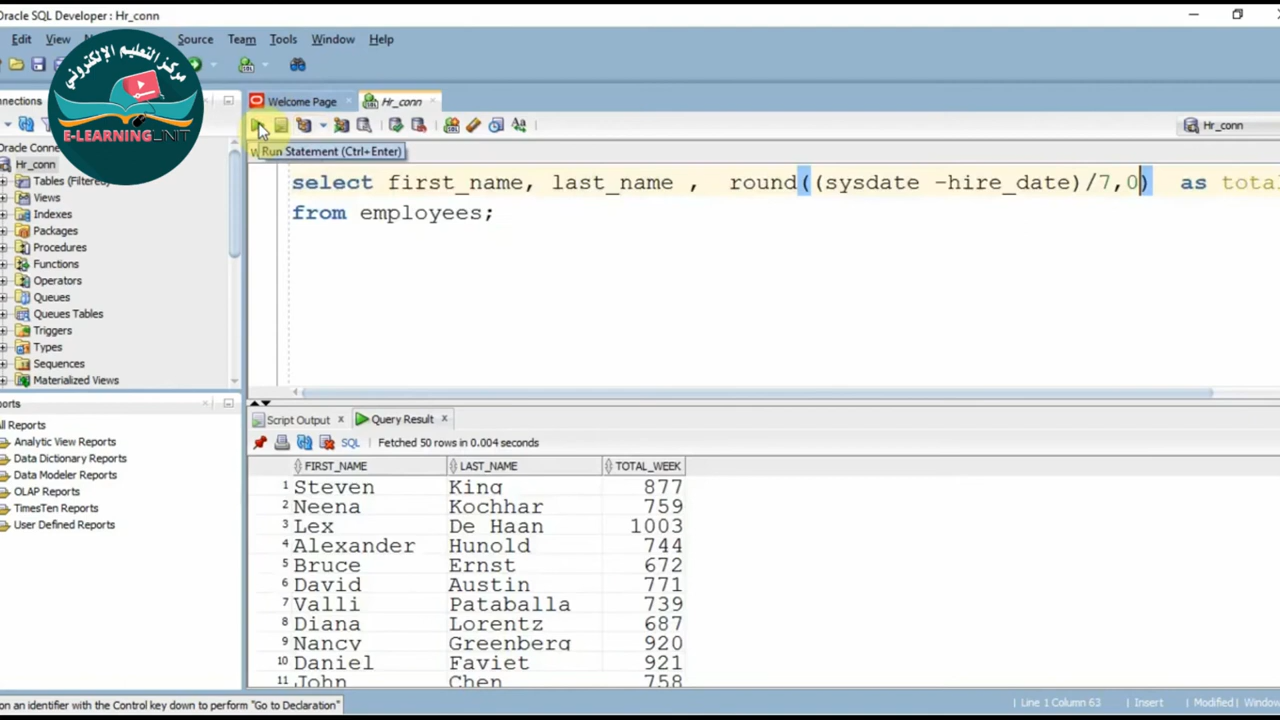 Oracle SQL Developer : Hr_conn
Edit View Source Team Tools Window Help
مركز التعليم الإلكتروني
E-LEARNING UNIT
Connections
Welcome Page
Hr_conn
Hr_conn
Run Statement (Ctrl+Enter)
Oracle Conne
Hr_conn
Tables (Filtered)
Views
Indexes
Packages
Procedures
Functions
Operators
Queues
Queues Tables
Triggers
Types
Sequences
Materialized Views
select first_name, last_name , round((sysdate -hire_date)/7,0) as tota
from employees;
ports
All Reports
Analytic View Reports
Data Dictionary Reports
Data Modeler Reports
OLAP Reports
TimesTen Reports
User Defined Reports
Script Output
Query Result
SQL | Fetched 50 rows in 0.004 seconds
FIRST_NAME LAST_NAME TOTAL_WEEK
1 Steven King 877
2 Neena Kochhar 759
3 Lex De Haan 1003
4 Alexander Hunold 744
5 Bruce Ernst 672
6 David Austin 771
7 Valli Pataballa 739
8 Diana Lorentz 687
9 Nancy Greenberg 920
10 Daniel Faviet 921
11 John Chen 758
on an identifier with the Control key down to perform "Go to Declaration"
Line 1 Column 63 | Insert | Modified | Window